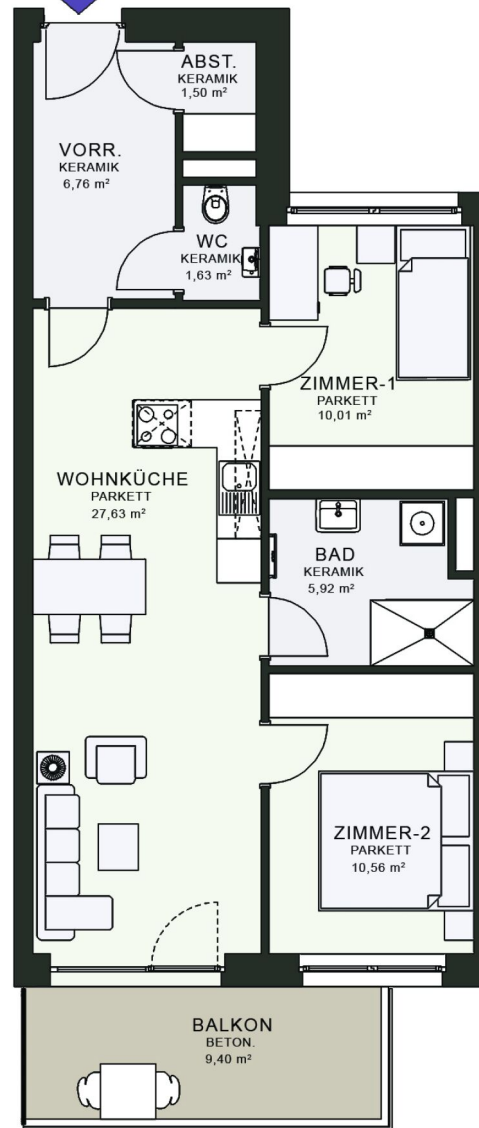 ABST.
KERAMIK
1,50 m²
VORR.
KERAMIK
6,76 m²
WC
KERAMIK
1,63 m²
ZIMMER-1
PARKETT
10,01 m²
WOHNKÜCHE
PARKETT
27,63 m²
BAD
KERAMIK
5,92 m²
ZIMMER-2
PARKETT
10,56 m²
BALKON
BETON.
9,40 m²